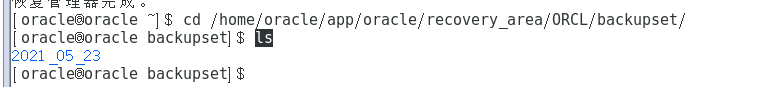 恢复管理器完成。
[oracle@oracle ~]$ cd /home/oracle/app/oracle/recovery_area/ORCL/backupset/
[oracle@oracle backupset]$ ls
2021_05_23
[oracle@oracle backupset]$